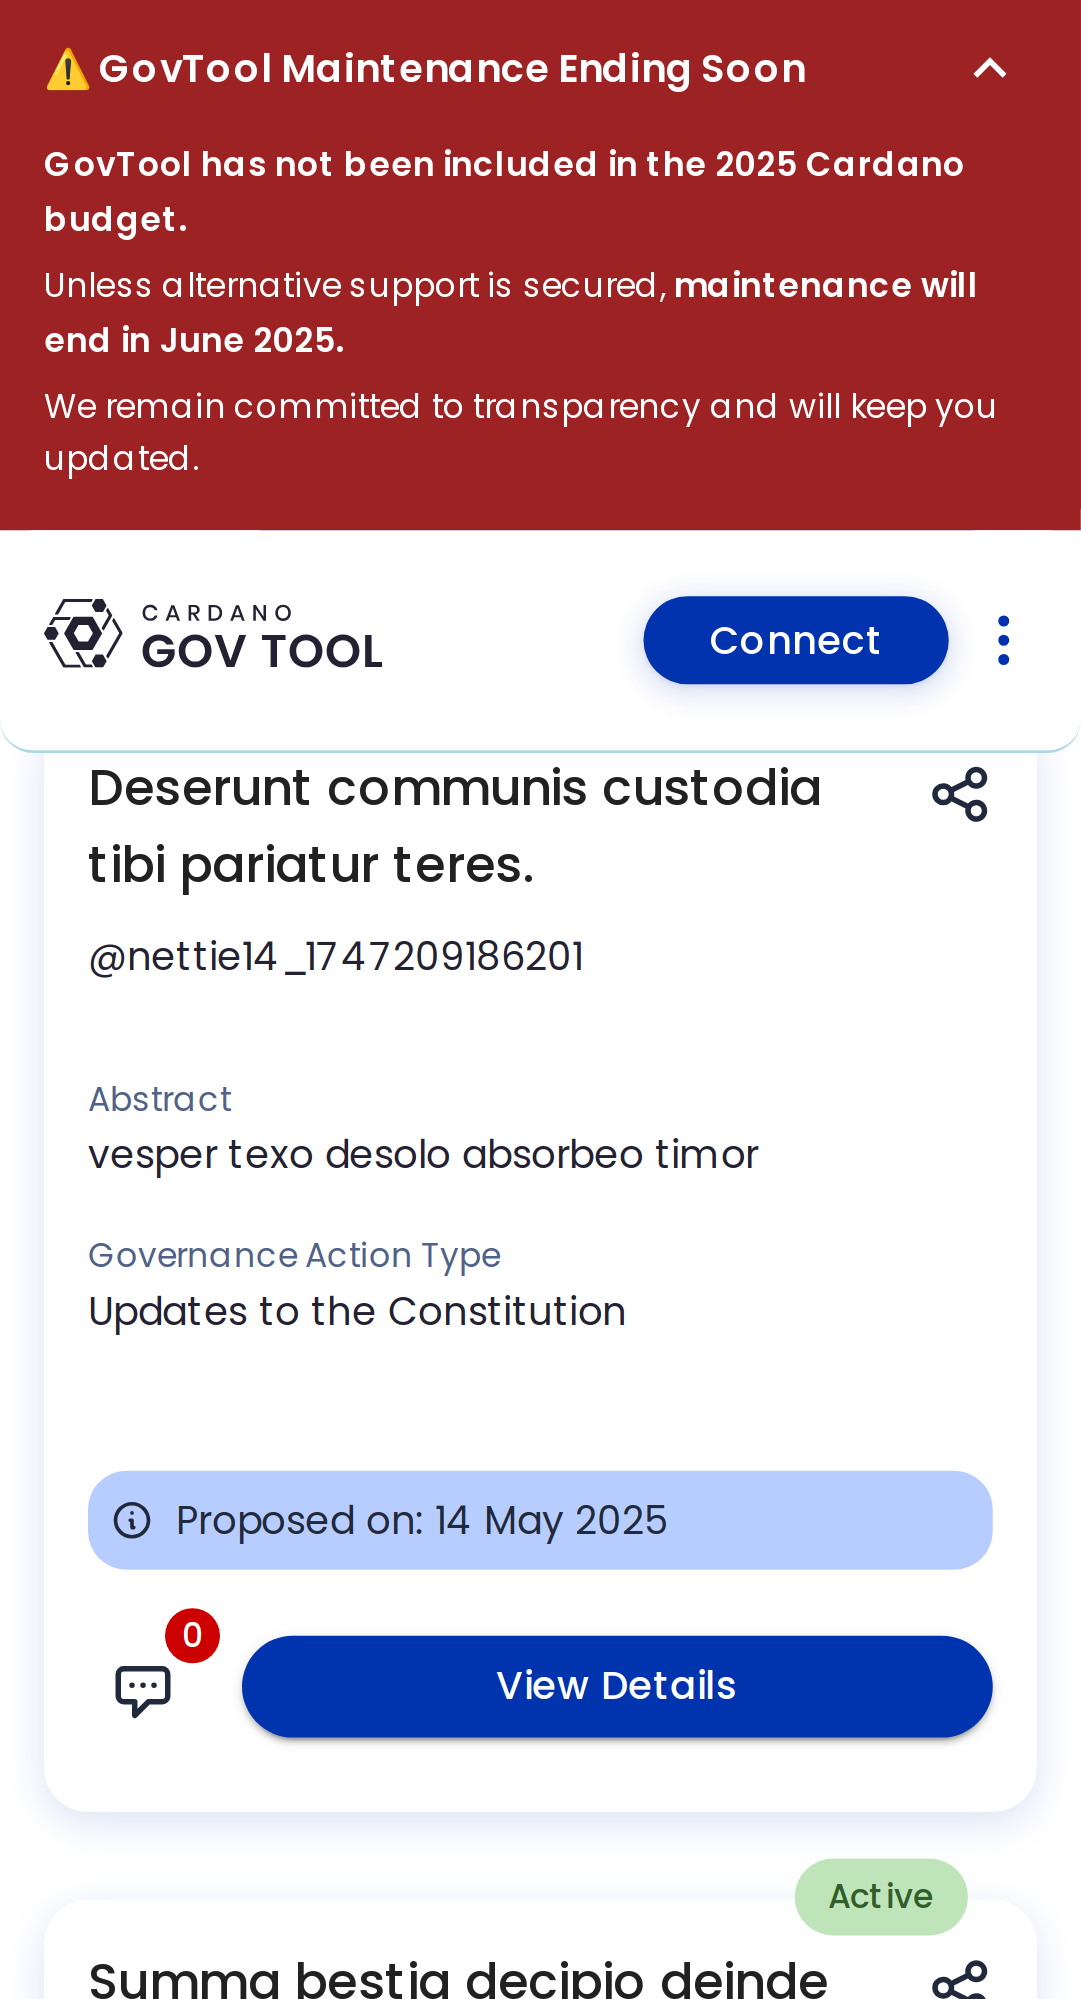 ⚠️ GovTool Maintenance Ending Soon
GovTool has not been included in the 2025 Cardano
budget.
Unless alternative support is secured, maintenance will
end in June 2025.
We remain committed to transparency and will keep you
updated.
CARDANO
GOV TOOL
Connect
Deserunt communis custodia
tibi pariatur teres.
@nettie14_1747209186201
Abstract
vesper texo desolo absorbeo timor
Governance Action Type
Updates to the Constitution
Proposed on: 14 May 2025
0
View Details
Active
Summa bestia decipio deinde